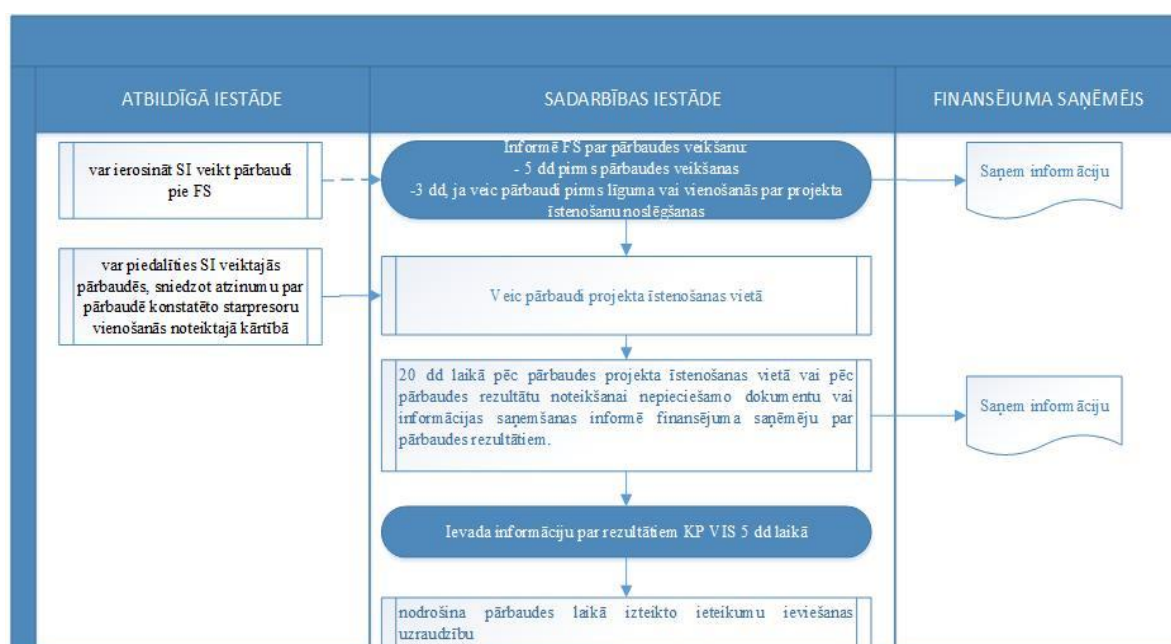 ATBILDĪGĀ IESTĀDE
SADARBĪBAS IESTĀDE
FINANSĒJUMA SAŅĒMĒJS
var ierosināt SI veikt pārbaudi
pie FS
Informē FS par pārbaudes veikšanu:
- 5 dd pirms pārbaudes veikšanas
-3 dd, ja veic pārbaudi pirms līguma vai vienošanās par projekta
īstenošanu noslēgšanas
Saņem informāciju
var piedalīties SI veiktajās
pārbaudēs, sniedzot atzinumu par
pārbaudē konstatēto starpresoru
vienošanās noteiktajā kārtībā
Veic pārbaudi projekta īstenošanas vietā
20 dd laikā pēc pārbaudes projekta īstenošanas vietā vai pēc
pārbaudes rezultātu noteikšanai nepieciešamo dokumentu vai
informācijas saņemšanas informē finansējuma saņēmēju par
pārbaudes rezultātiem.
Saņem informāciju
Ievada informāciju par rezultātiem KP VIS 5 dd laikā
nodrošina pārbaudes laikā izteikto ieteikumu ieviešanas
uzraudzību